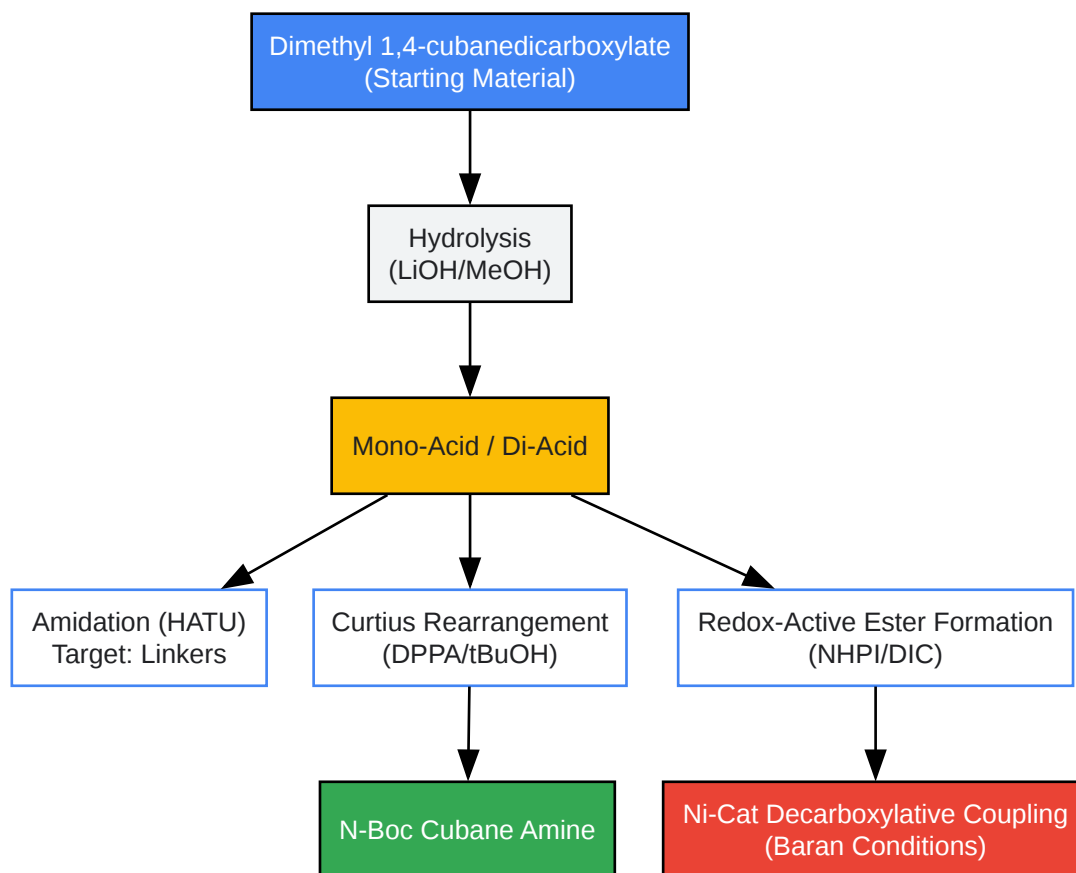 Dimethyl 1,4-cubanedicarboxylate
(Starting Material)
Hydrolysis
(LiOH/MeOH)
Mono-Acid / Di-Acid
Amidation (HATU)
Target: Linkers
Curtius Rearrangement
(DPPA/tBuOH)
Redox-Active Ester Formation
(NHPI/DIC)
N-Boc Cubane Amine
Ni-Cat Decarboxylative Coupling
(Baran Conditions)